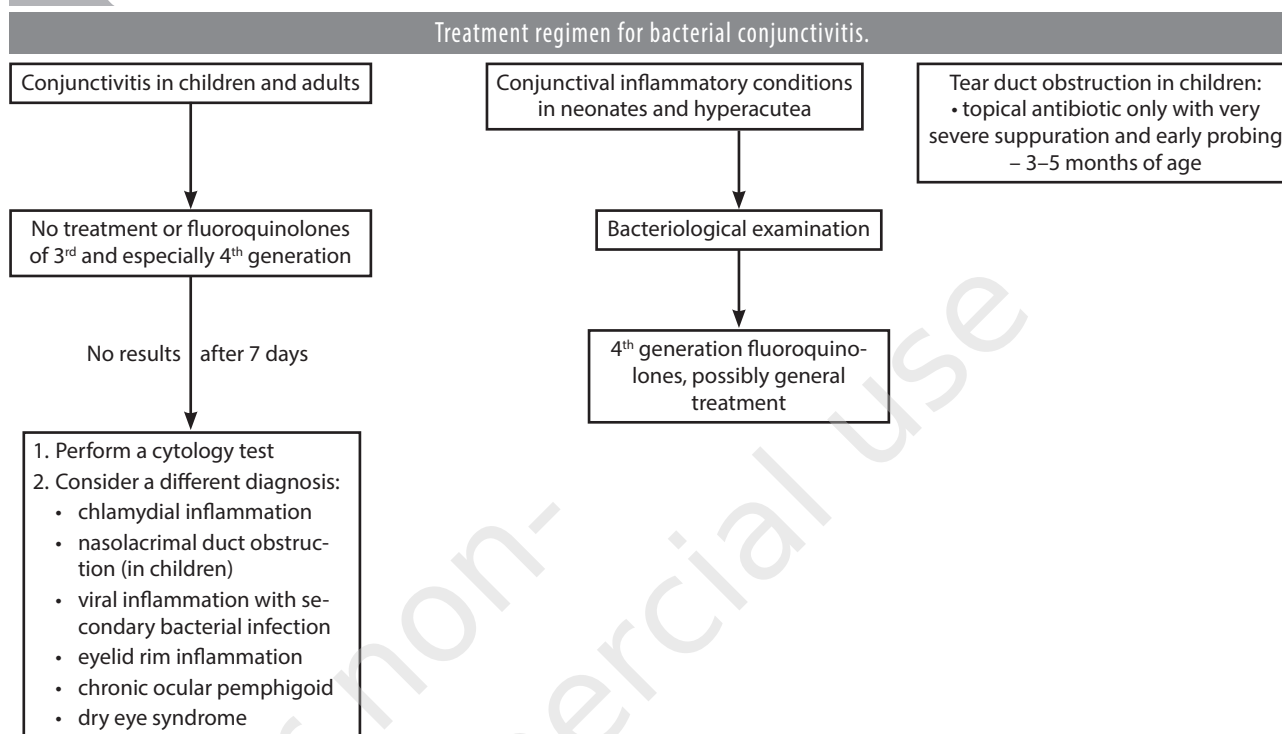 Treatment regimen for bacterial conjunctivitis.
Conjunctivitis in children and adults
No treatment or fluoroquinolones
of 3rd and especially 4th generation
No results after 7 days
1. Perform a cytology test
2. Consider a different diagnosis:
• chlamydial inflammation
• nasolacrimal duct obstruc-
tion (in children)
• viral inflammation with se-
condary bacterial infection
• eyelid rim inflammation
• chronic ocular pemphigoid
• dry eye syndrome
Conjunctival inflammatory conditions
in neonates and hyperacutea
Bacteriological examination
4th generation fluoroquino-
lones, possibly general
treatment
Tear duct obstruction in children:
• topical antibiotic only with very
severe suppuration and early probing
– 3–5 months of age
non-
ercial use